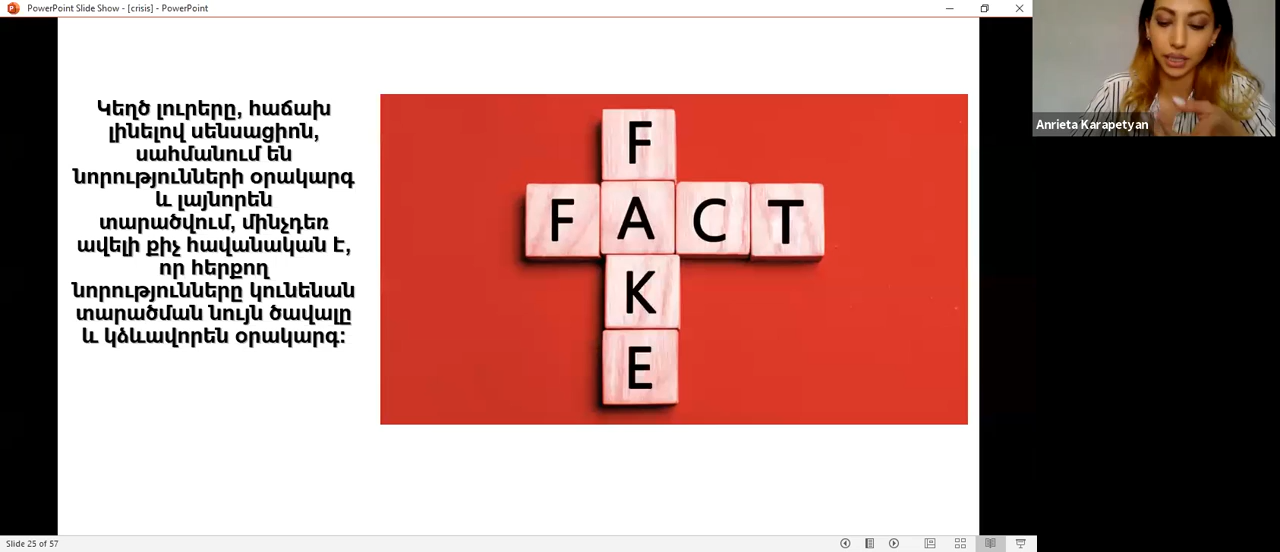 PowerPoint Slide Show - [crisis] - PowerPoint
Կեղծ լուրերը, հաճախ
լինելով սենսացիոն,
սահմանում են
նորությունների օրակարգ
և լայնորեն
տարածվում, մինչդեռ
ավելի քիչ հավանական է,
որ հերքող
նորությունները կունենան
տարածման նույն ծավալը
և կձևավորեն օրակարգ:
F
FACT
K
E
Anrieta Karapetyan
Slide 25 of 57